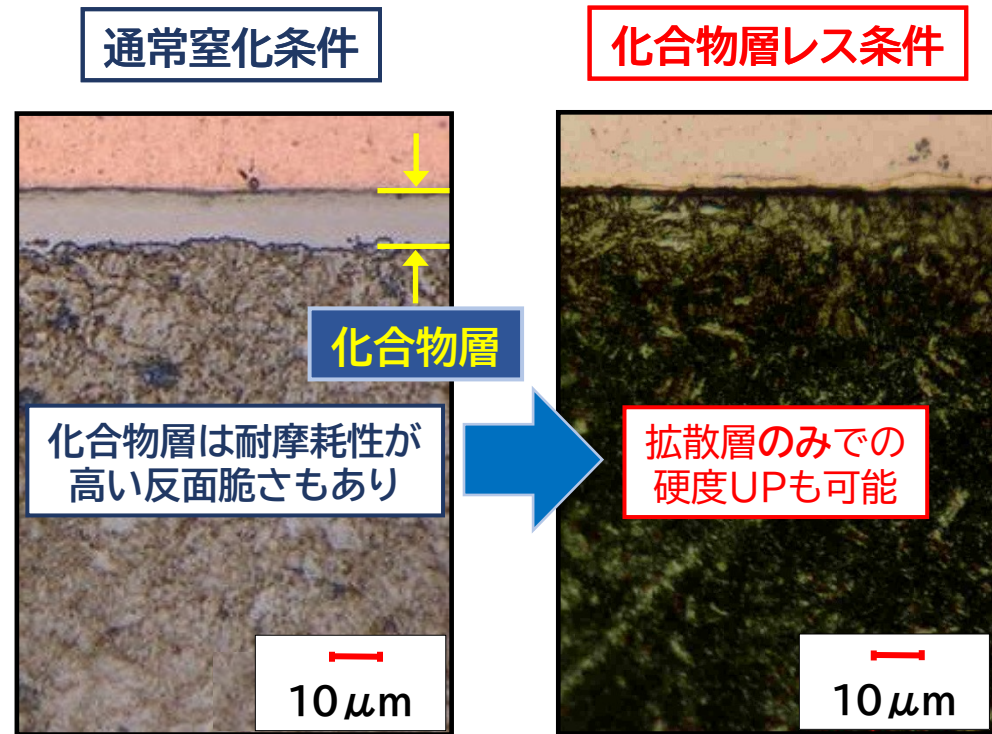 通常窒化条件
化合物層レス条件
化合物層
化合物層は耐摩耗性が
高い反面脆さもあり
拡散層のみでの
硬度UPも可能
10μm
10μm